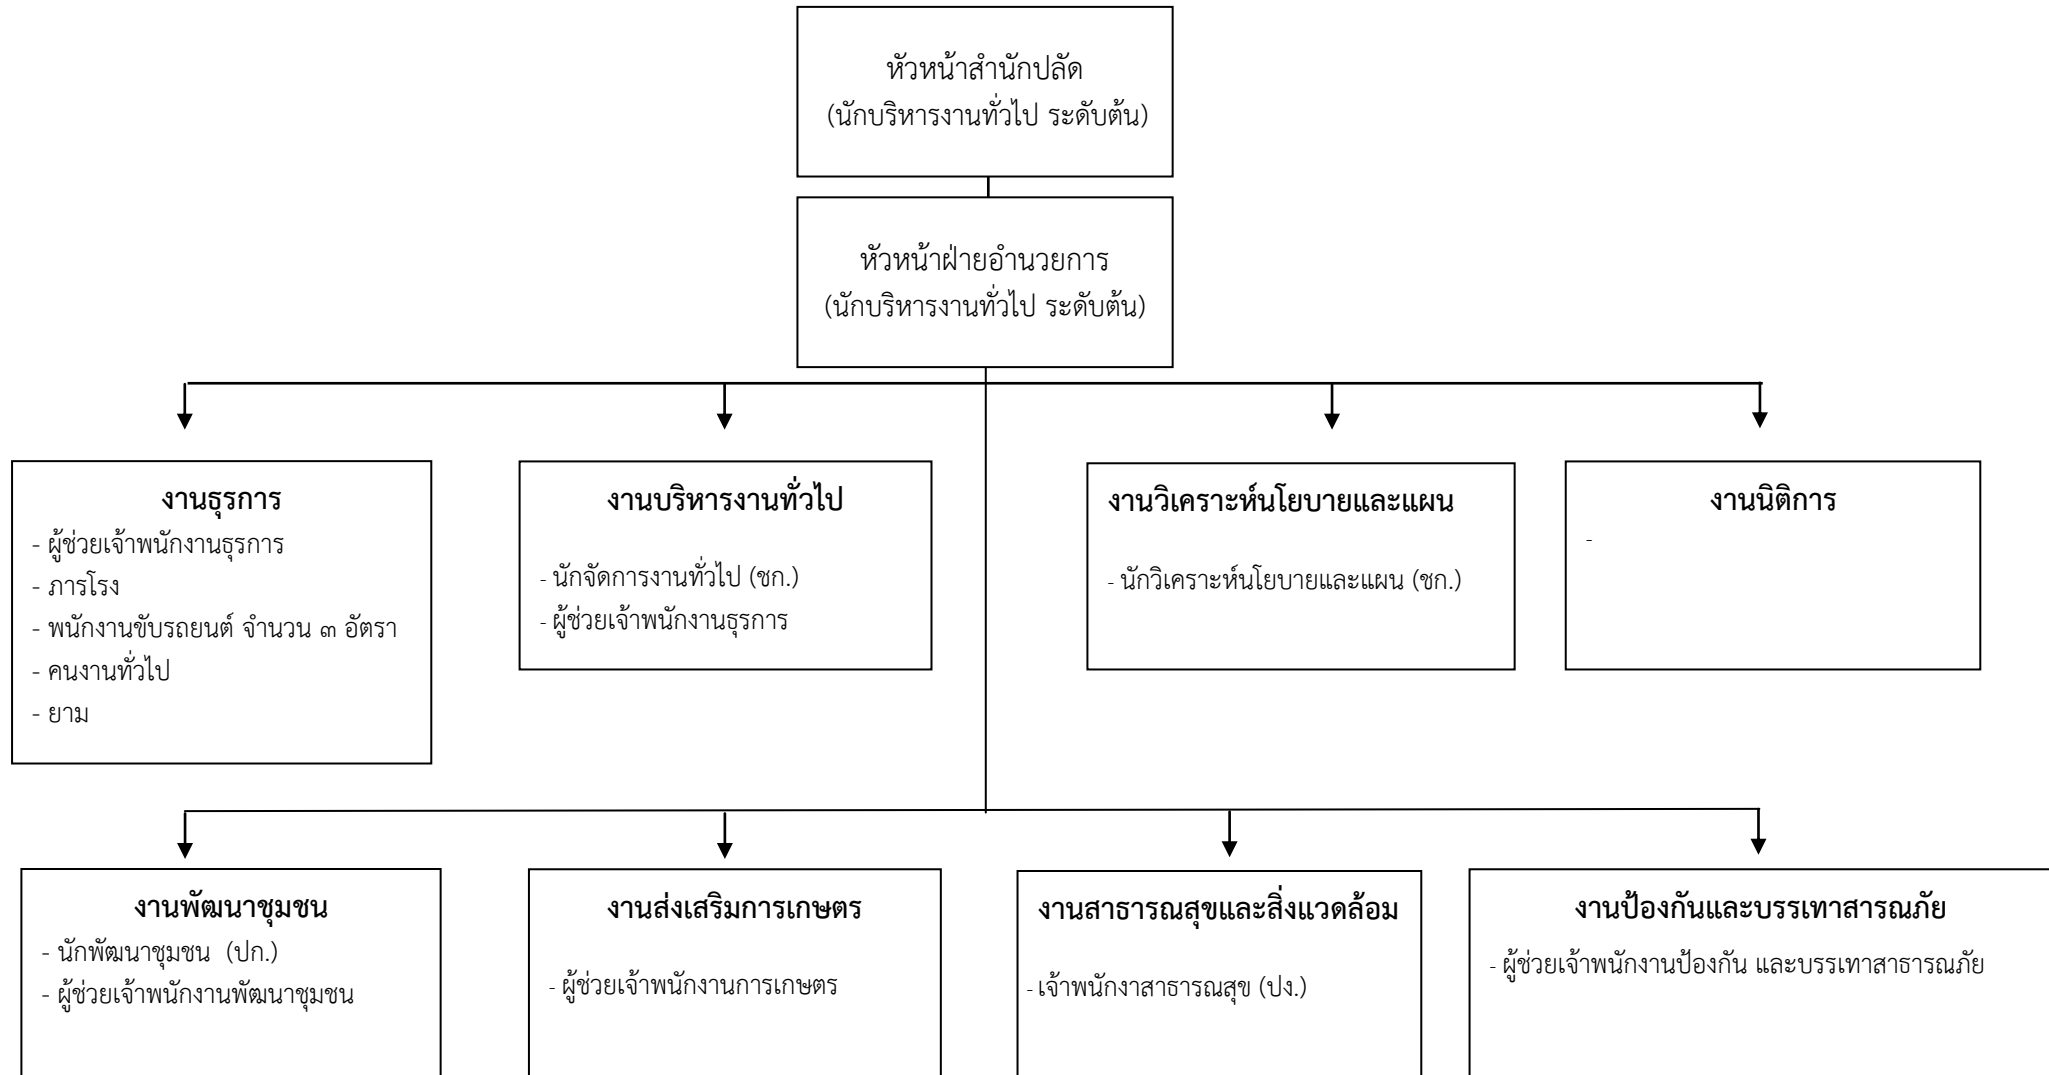 หัวหน้าสำนักปลัด
(นักบริหารงานทั่วไป ระดับต้น)
หัวหน้าฝ่ายอำนวยการ
(นักบริหารงานทั่วไป ระดับต้น)
งานธุรการ
- ผู้ช่วยเจ้าพนักงานธุรการ
- ภารโรง
- พนักงานขับรถยนต์ จำนวน ๓ อัตรา
- คนงานทั่วไป
- ยาม
งานบริหารงานทั่วไป
- นักจัดการงานทั่วไป (ชก.)
- ผู้ช่วยเจ้าพนักงานธุรการ
งานวิเคราะห์นโยบายและแผน
- นักวิเคราะห์นโยบายและแผน (ชก.)
งานนิติการ
-
งานพัฒนาชุมชน
- นักพัฒนาชุมชน (ปก.)
- ผู้ช่วยเจ้าพนักงานพัฒนาชุมชน
งานส่งเสริมการเกษตร
- ผู้ช่วยเจ้าพนักงานการเกษตร
งานสาธารณสุขและสิ่งแวดล้อม
- เจ้าพนักงาสาธารณสุข (ปง.)
งานป้องกันและบรรเทาสารณภัย
- ผู้ช่วยเจ้าพนักงานป้องกัน และบรรเทาสาธารณภัย